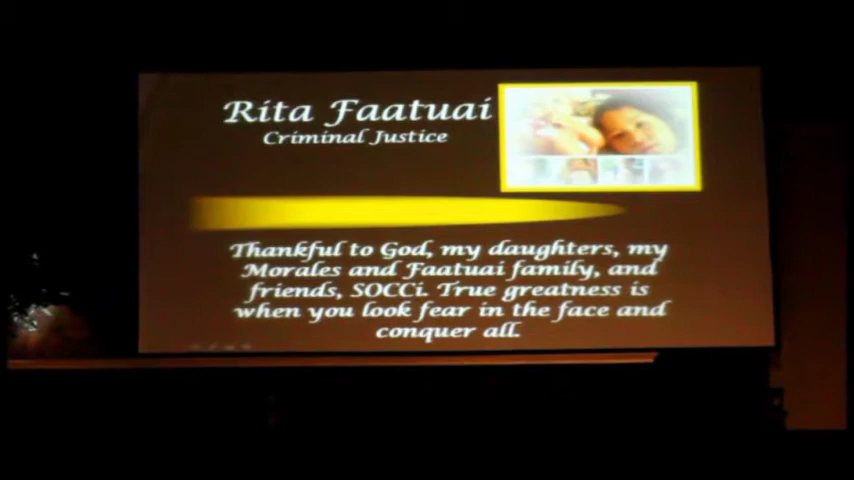 Rita Faatuai
Criminal Justice
Thankful to God, my daughters, my
Morales and Faatuai family, and
friends, SOCCi. True greatness is
when you look fear in the face and
conquer all.